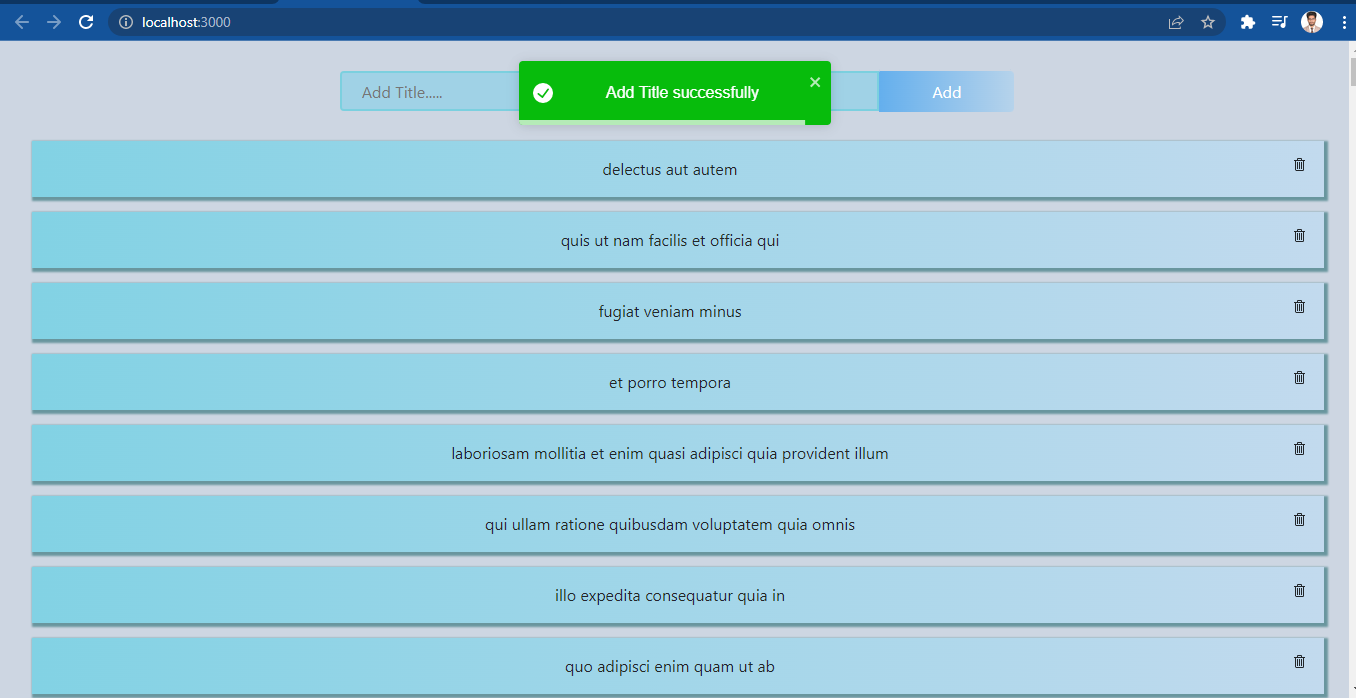 localhost:3000
Add Title.....
Add Title successfully
Add
delectus aut autem
quis ut nam facilis et officia qui
fugiat veniam minus
et porro tempora
laboriosam mollitia et enim quasi adipisci quia provident illum
qui ullam ratione quibusdam voluptatem quia omnis
illo expedita consequatur quia in
quo adipisci enim quam ut ab